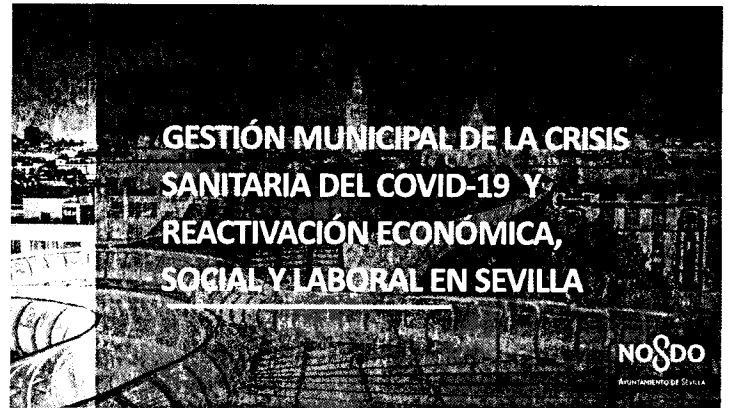 GESTIÓN MUNICIPAL DE LA CRISIS
SANITARIA DEL COVID-19 Y
REACTIVACIÓN ECONÓMICA,
SOCIAL Y LABORAL EN SEVILLA
NO8DO
AYUNTAMIENTO DE SEVILLA